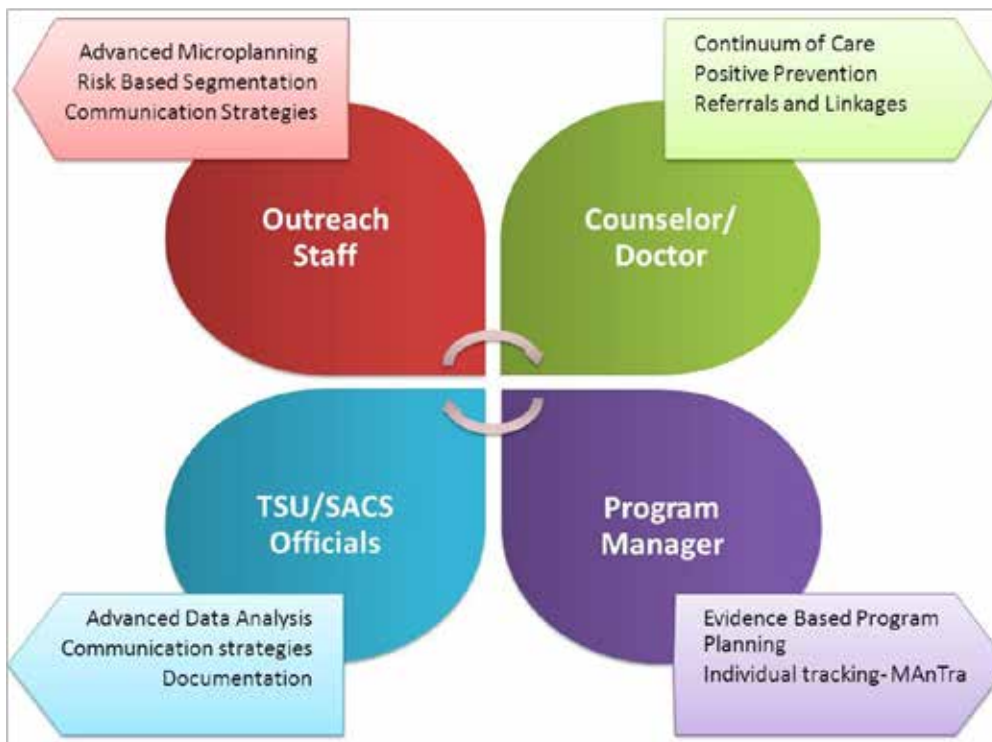 Advanced Microplanning
Risk Based Segmentation
Communication Strategies
Continuum of Care
Positive Prevention
Referrals and Linkages
Outreach
Staff
Counselor/
Doctor
TSU/SACS
Officials
Program
Manager
Advanced Data Analysis
Communication strategies
Documentation
Evidence Based Program
Planning
Individual tracking- MAnTra